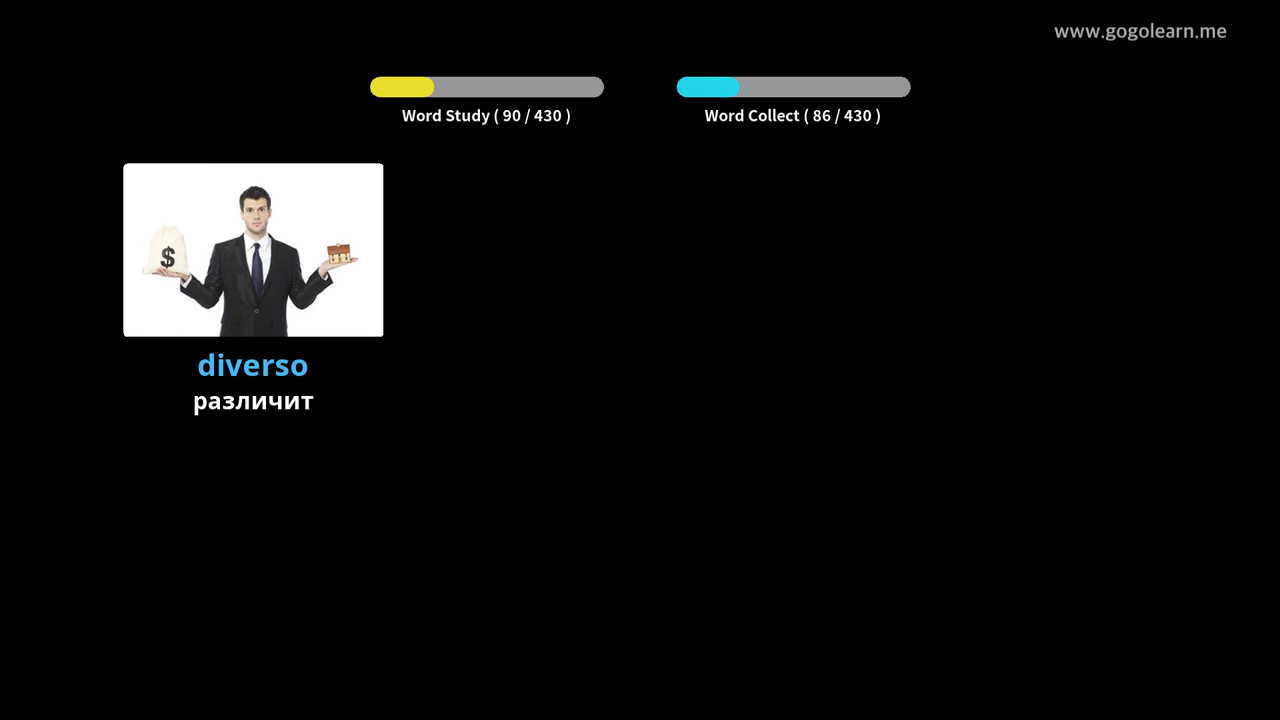 www.gogolearn.me
Word Study ( 90 / 430 )
Word Collect ( 86 / 430 )
$
diverso
различит